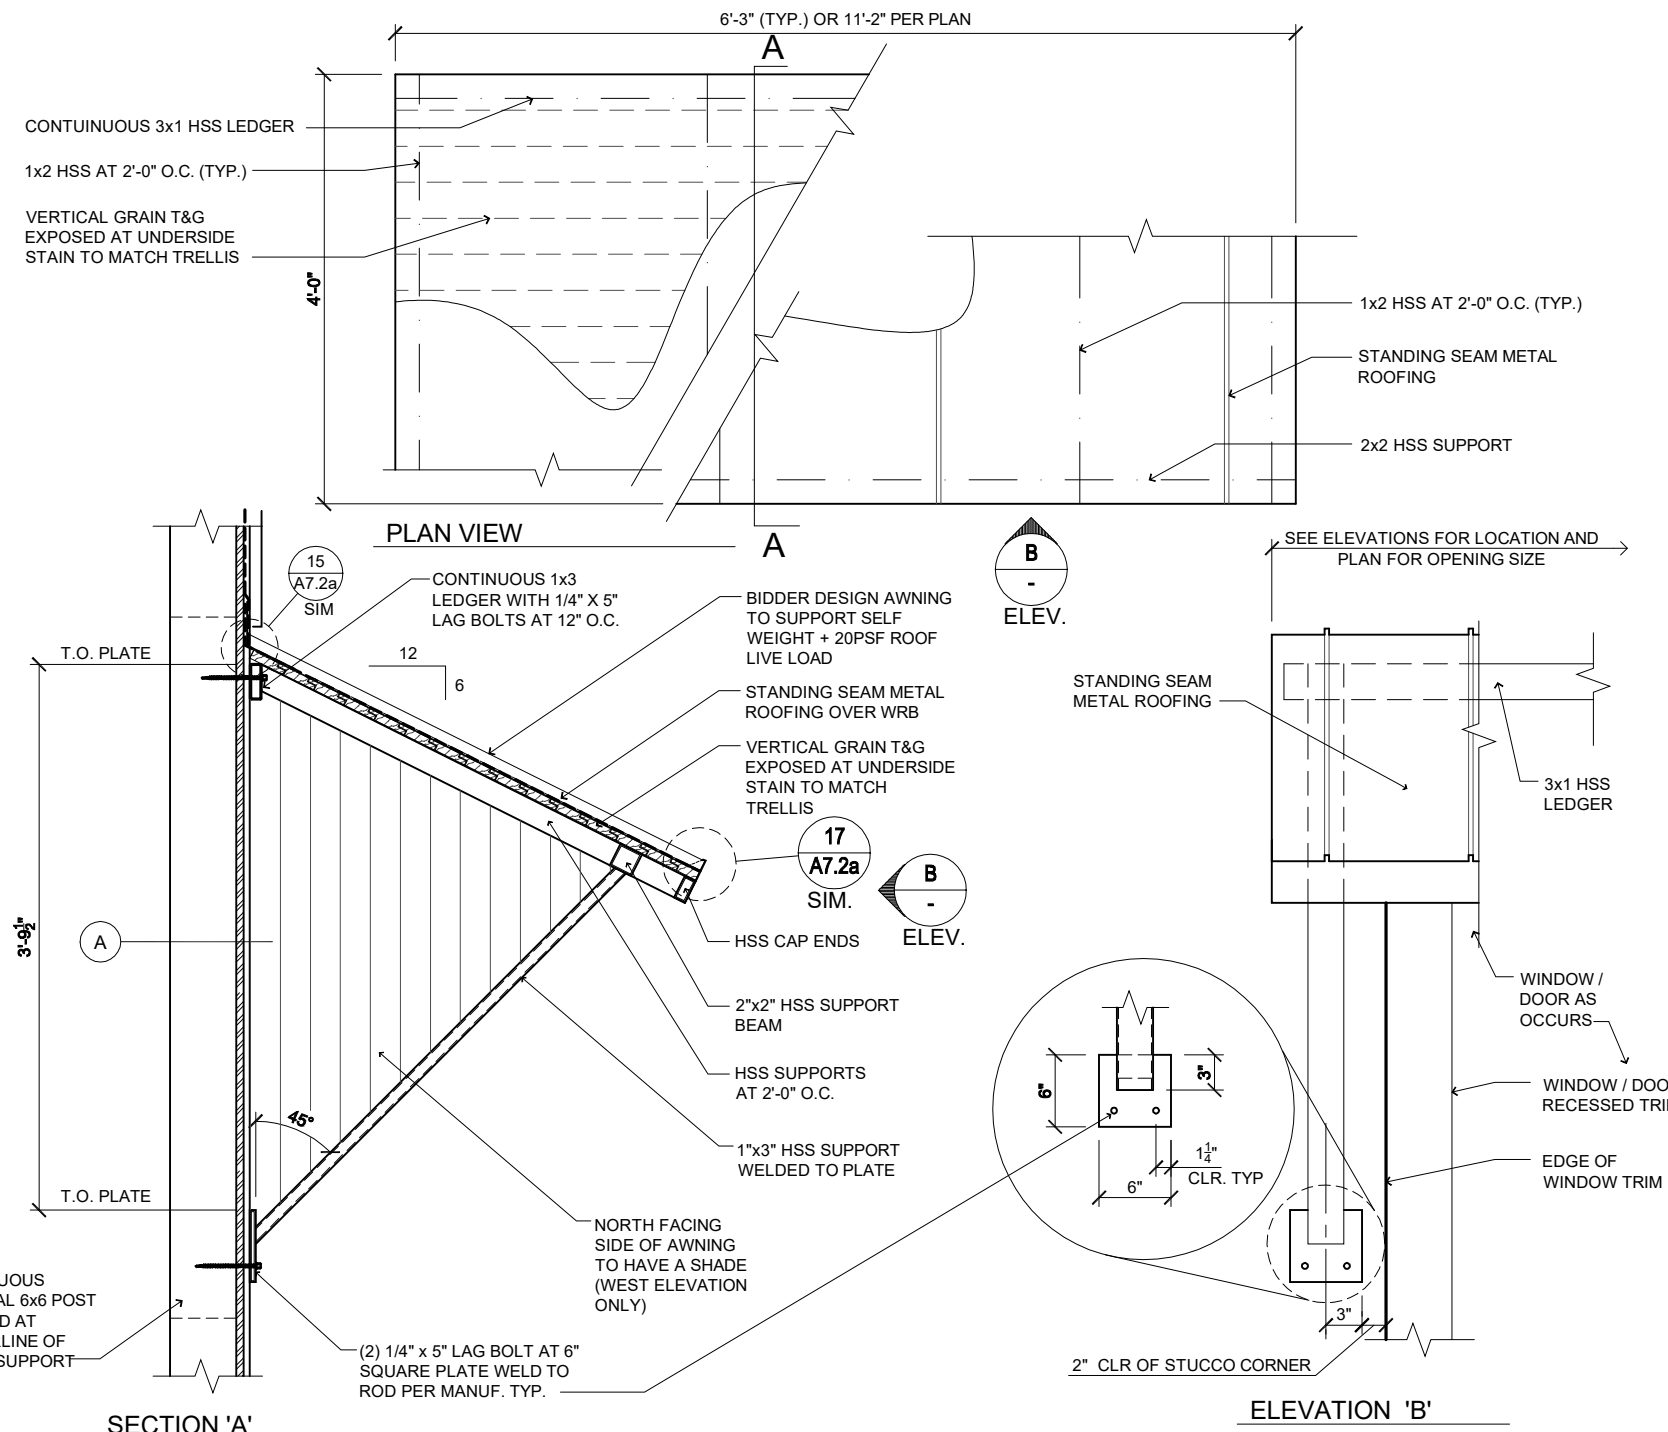 6'-3" (TYP.) OR 11'-2" PER PLAN
A
CONTUINUOUS 3x1 HSS LEDGER
1x2 HSS AT 2'-0" O.C. (TYP.)
VERTICAL GRAIN T&G
EXPOSED AT UNDERSIDE
STAIN TO MATCH TRELLIS
4'-0"
1x2 HSS AT 2'-0" O.C. (TYP.)
STANDING SEAM METAL
ROOFING
2x2 HSS SUPPORT
PLAN VIEW
A
B
-
ELEV.
SEE ELEVATIONS FOR LOCATION AND
PLAN FOR OPENING SIZE
15
A7.2a
SIM
CONTINUOUS 1x3
LEDGER WITH 1/4" X 5"
LAG BOLTS AT 12" O.C.
BIDDER DESIGN AWNING
TO SUPPORT SELF
WEIGHT + 20PSF ROOF
LIVE LOAD
T.O. PLATE
12
6
STANDING SEAM METAL
ROOFING OVER WRB
VERTICAL GRAIN T&G
EXPOSED AT UNDERSIDE
STAIN TO MATCH
TRELLIS
STANDING SEAM
METAL ROOFING
3x1 HSS
LEDGER
17
A7.2a
SIM.
B
-
ELEV.
3'-9½"
A
HSS CAP ENDS
2"x2" HSS SUPPORT
BEAM
HSS SUPPORTS
AT 2'-0" O.C.
1"x3" HSS SUPPORT
WELDED TO PLATE
45°
WINDOW /
DOOR AS
OCCURS
WINDOW / DOO
RECESSED TRI
EDGE OF
WINDOW TRIM
6"
3"
1¼"
CLR. TYP
6"
T.O. PLATE
NORTH FACING
SIDE OF AWNING
TO HAVE A SHADE
(WEST ELEVATION
ONLY)
UOUS
AL 6x6 POST
D AT
LINE OF
SUPPORT
(2) 1/4" x 5" LAG BOLT AT 6"
SQUARE PLATE WELD TO
ROD PER MANUF. TYP.
3"
2" CLR OF STUCCO CORNER
SECTION 'A'
ELEVATION 'B'